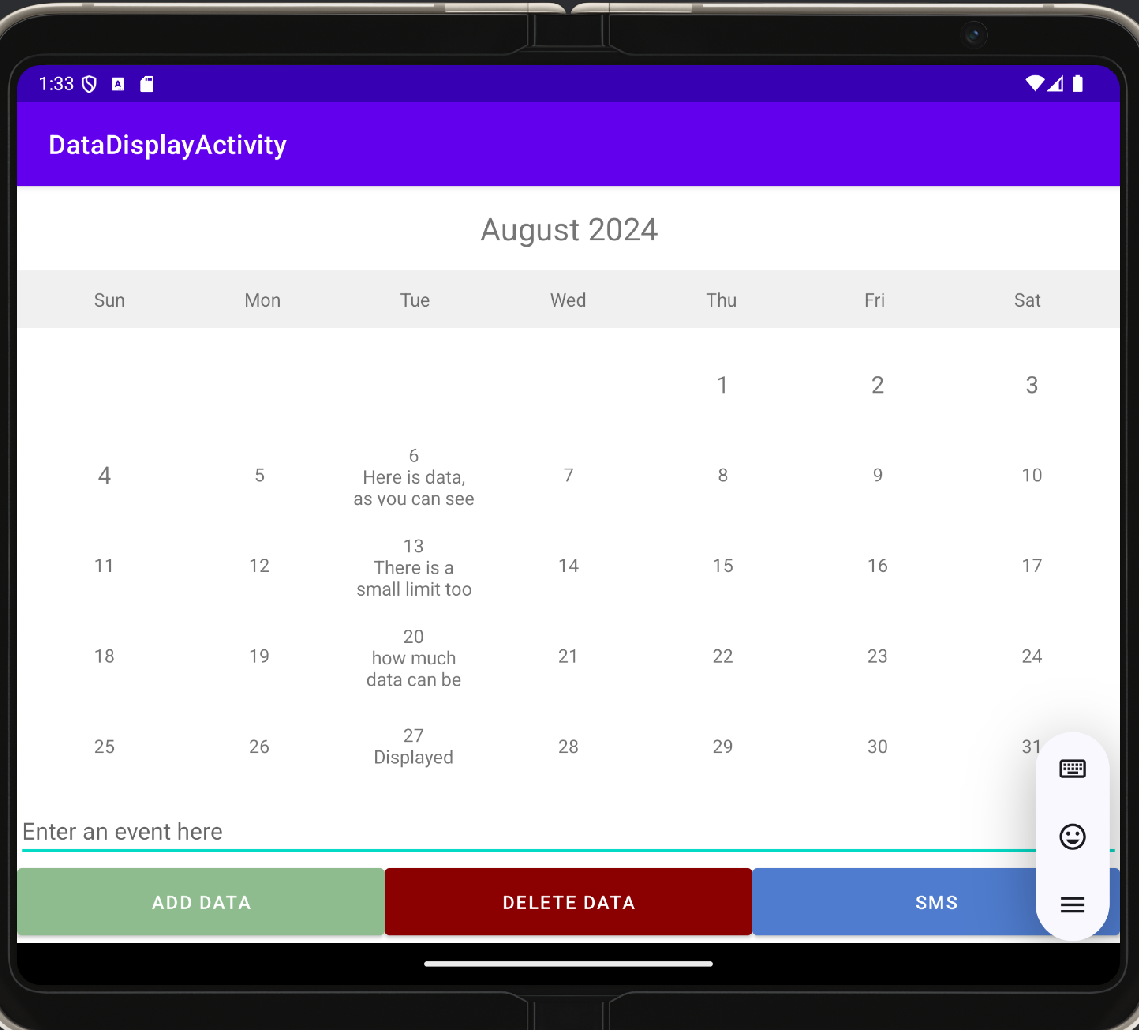 1:33
A
DataDisplayActivity
August 2024
Sun Mon Tue Wed Thu Fri Sat
1 2 3
4 5 6 7 8 9 10
Here is data,
as you can see
11 12 13 14 15 16 17
There is a
small limit too
18 19 20 21 22 23 24
how much
data can be
25 26 27 28 29 30 31
Displayed
Enter an event here
ADD DATA DELETE DATA SMS